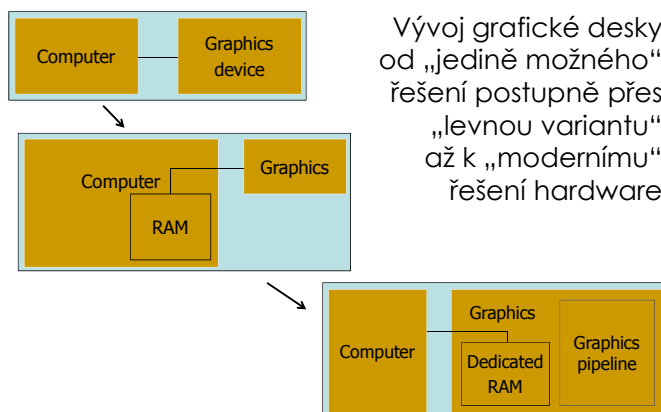 Computer
Graphics
device
Vývoj grafické desky
od „jedině možného“
řešení postupně přes
„levnou variantu“
až k „modernímu“
řešení hardware
Computer
RAM
Graphics
Computer
Graphics
Dedicated
RAM
Graphics
pipeline